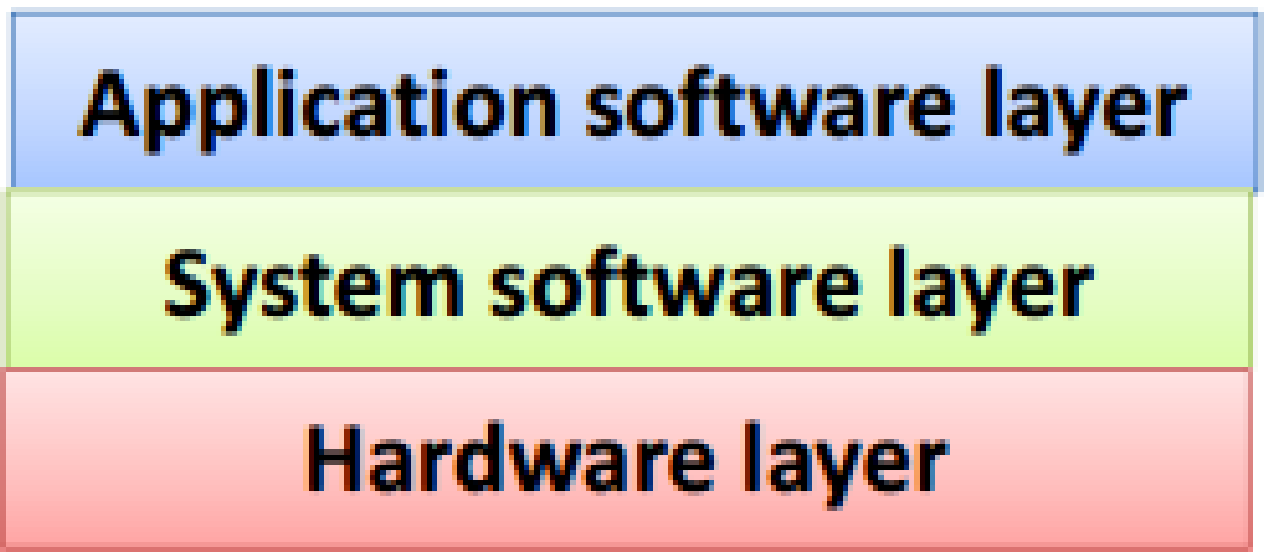 Application software layer
System software layer
Hardware layer